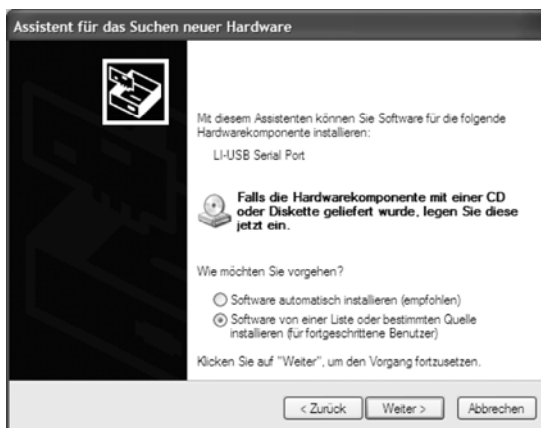 Assistent für das Suchen neuer Hardware
Mit diesem Assistenten können Sie Software für die folgende
Hardwarekomponente installieren:
LI-USB Serial Port
Falls die Hardwarekomponente mit einer CD
oder Diskette geliefert wurde, legen Sie diese
jetzt ein.
Wie möchten Sie vorgehen?
Software automatisch installieren (empfohlen)
Software von einer Liste oder bestimmten Quelle
installieren (für fortgeschrittene Benutzer)
Klicken Sie auf "Weiter", um den Vorgang fortzusetzen.
< Zurück Weiter > Abbrechen